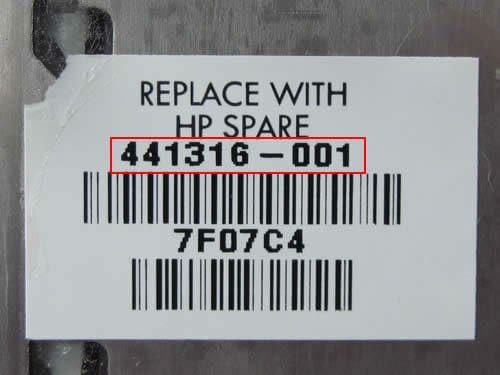 REPLACE WITH
HP SPARE
441316-001
7F07C4